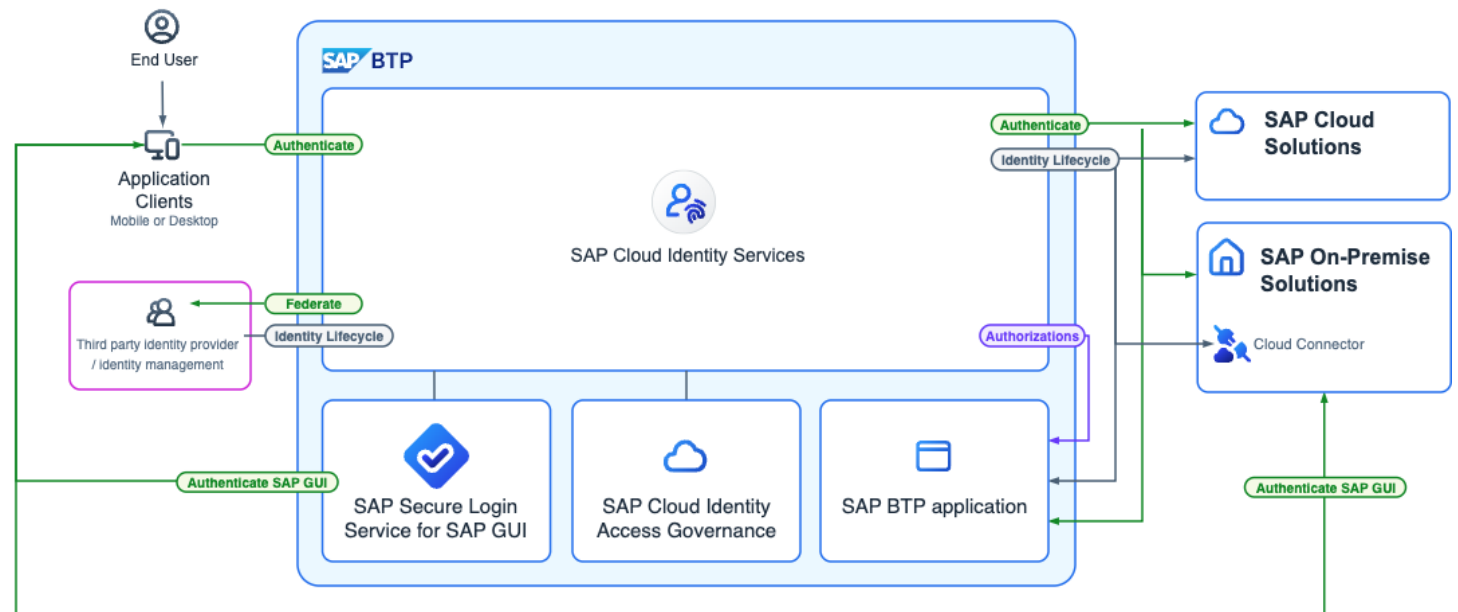 End User
SAP BTP
Authenticate
Application
Clients
Mobile or Desktop
SAP Cloud Identity Services
Authenticate
Identity Lifecycle
SAP Cloud
Solutions
SAP On-Premise
Solutions
Cloud Connector
Federate
Identity Lifecycle
Third party identity provider
/ identity management
Authorizations
Authenticate SAP GUI
SAP Secure Login
Service for SAP GUI
SAP Cloud Identity
Access Governance
SAP BTP application
Authenticate SAP GUI